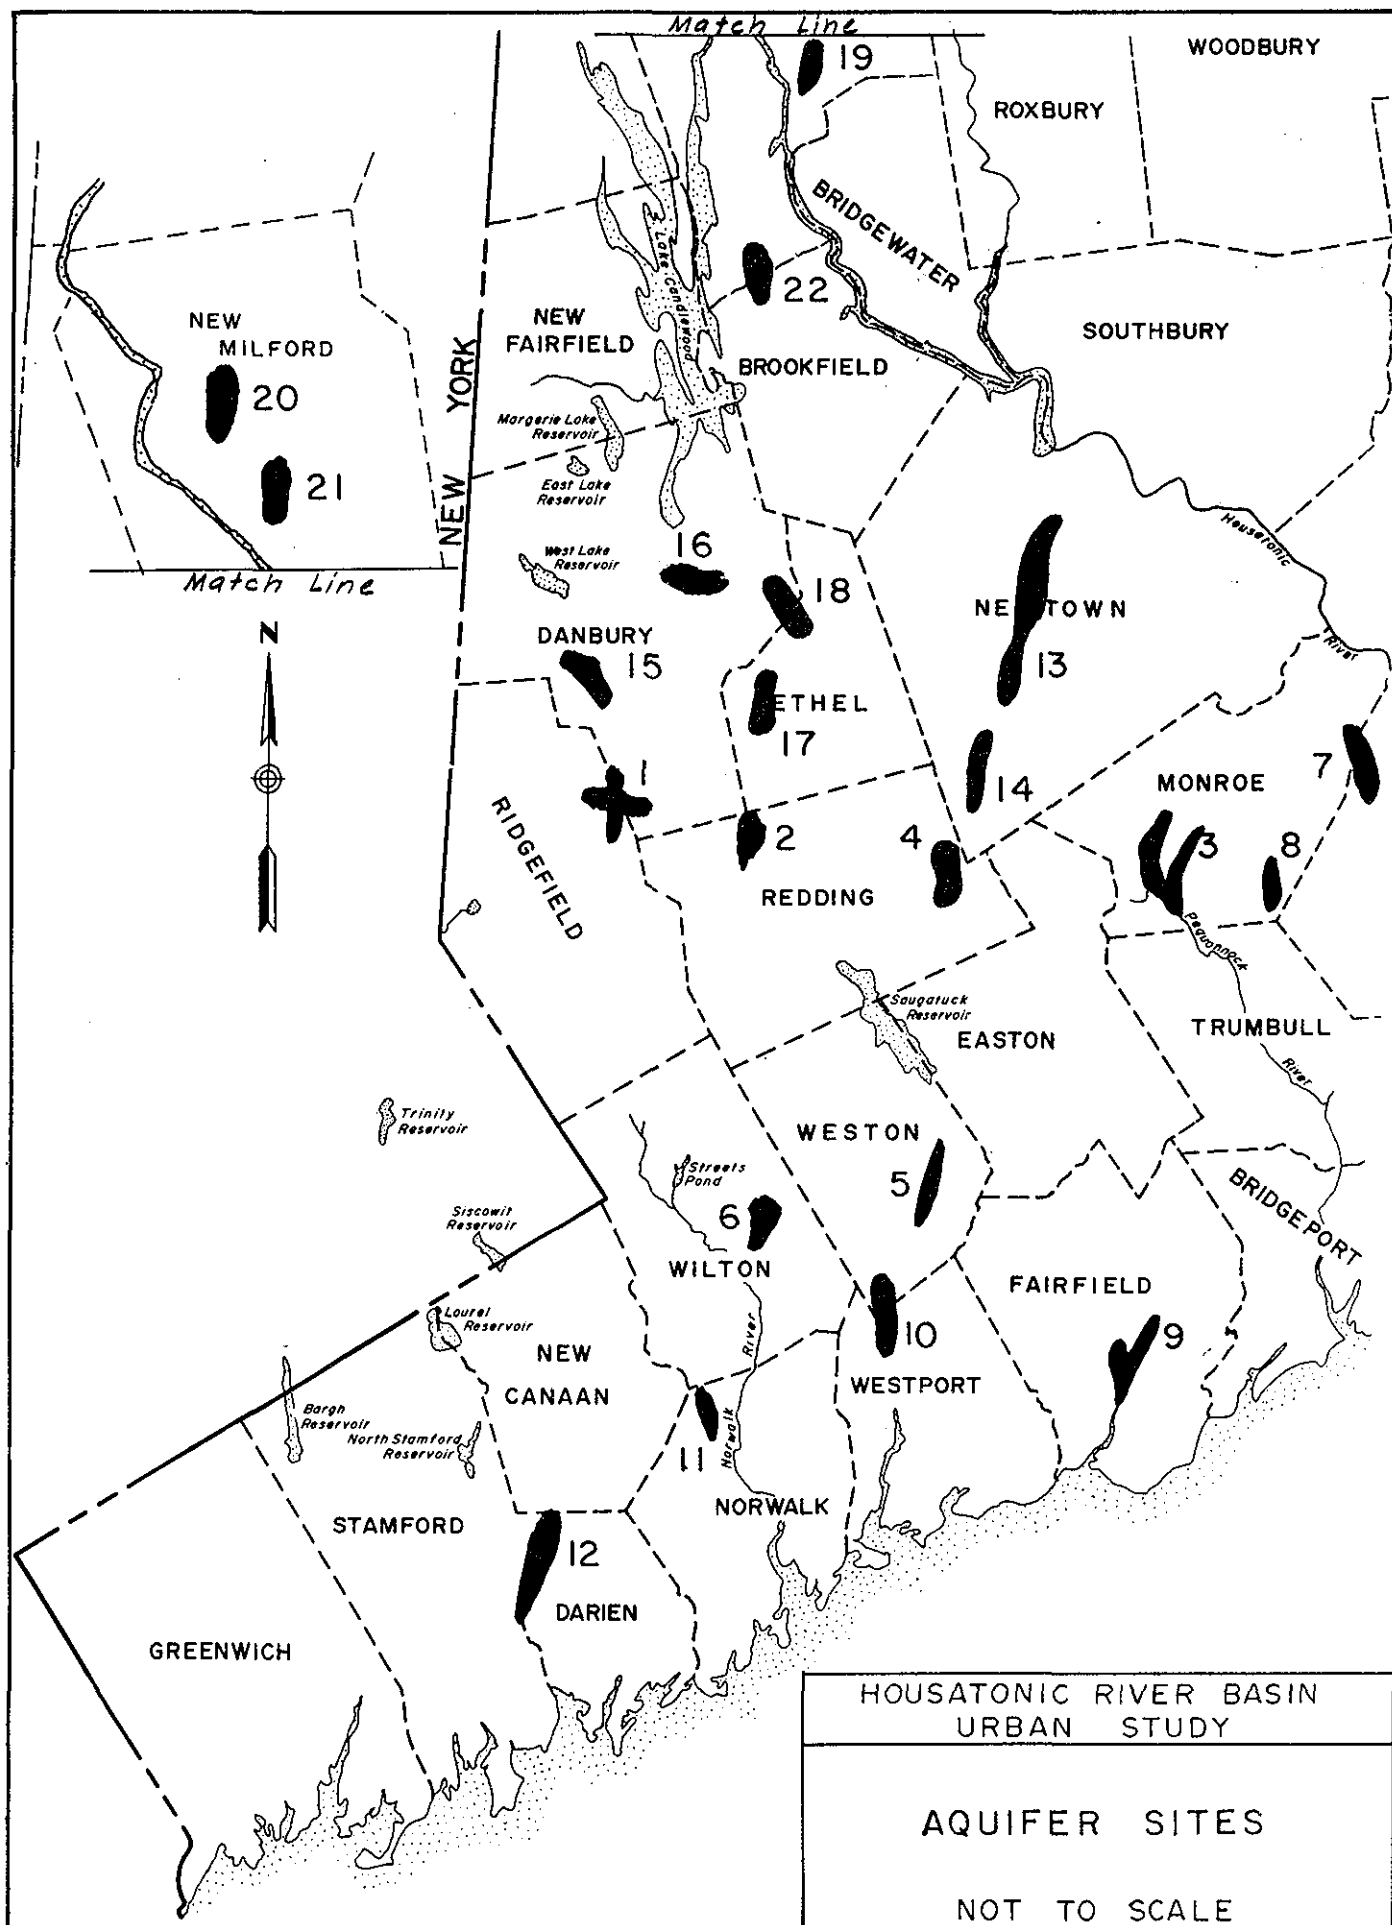 Match Line
19
WOODBURY
ROXBURY
BRIDGEWATER
Lake Candlewood
22
NEW
FAIRFIELD
SOUTHBURY
NEW
MILFORD
20
21
Match Line
NEW YORK
BROOKFIELD
Margerie Lake
Reservoir
East Lake
Reservoir
West Lake
Reservoir
16
18
Housatonic
River
NE TOWN
13
N
DANBURY
15
ETHEL
17
14
MONROE
7
1
2
4
3
8
RIDGEFIELD
REDDING
Pequonnock
River
Saugatuck
Reservoir
EASTON
TRUMBULL
Trinity
Reservoir
WESTON
5
Streets
Pond
6
WILTON
BRIDGEPORT
Siscowit
Reservoir
FAIRFIELD
9
Laurel
Reservoir
NEW
CANAAN
10
WESTPORT
Bargh
Reservoir
North Stamford
Reservoir
11
Norwalk
River
NORWALK
STAMFORD
12
DARIEN
GREENWICH
HOUSATONIC RIVER BASIN
URBAN STUDY
AQUIFER SITES
NOT TO SCALE